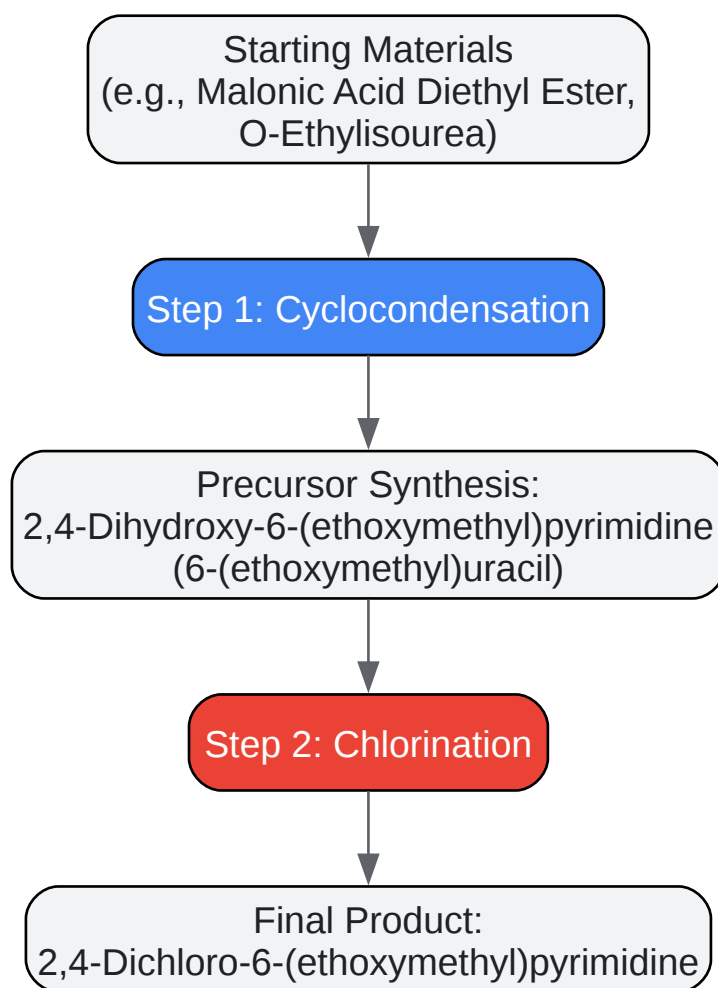 Starting Materials
(e.g., Malonic Acid Diethyl Ester,
O-Ethylisourea)
Step 1: Cyclocondensation
Precursor Synthesis:
2,4-Dihydroxy-6-(ethoxymethyl)pyrimidine
(6-(ethoxymethyl)uracil)
Step 2: Chlorination
Final Product:
2,4-Dichloro-6-(ethoxymethyl)pyrimidine